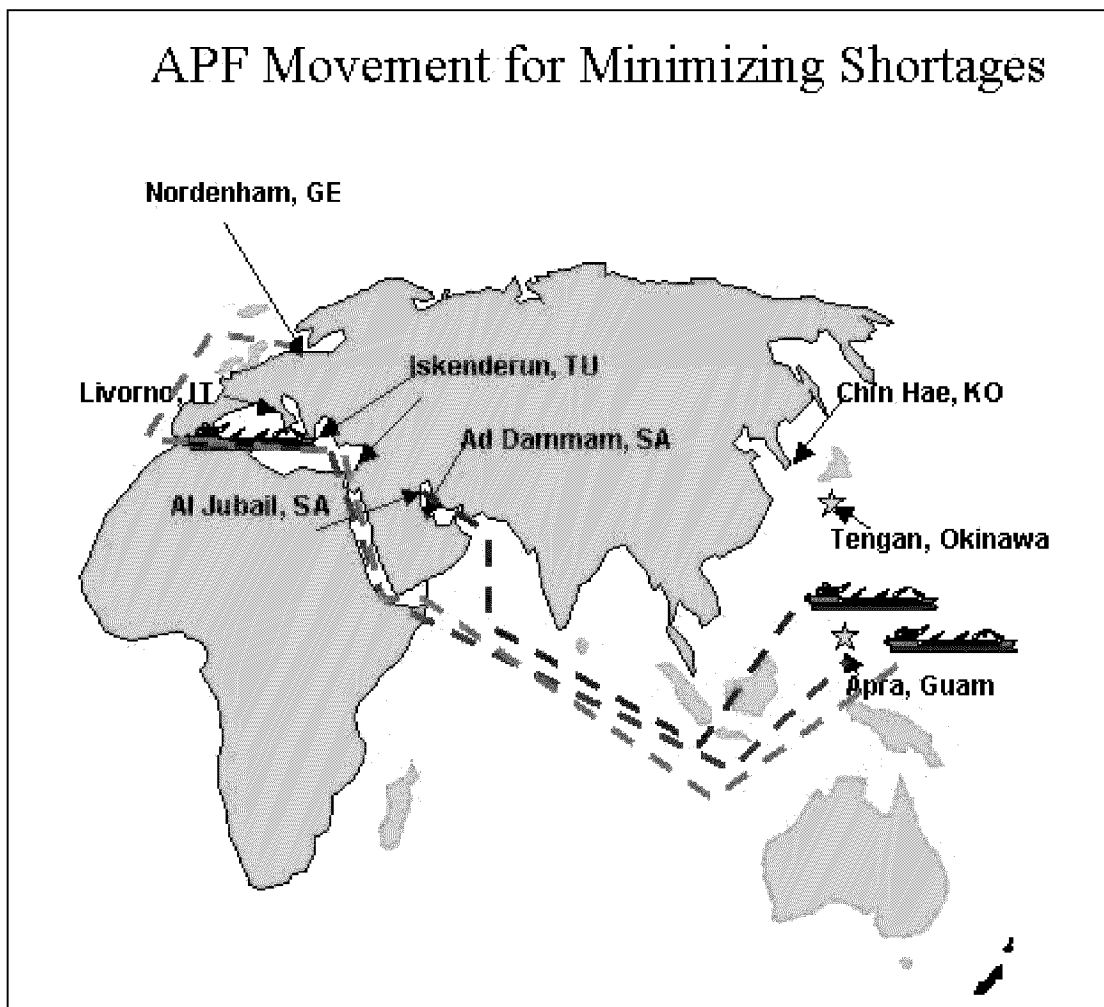 APF Movement for Minimizing Shortages
Nordenham, GE
Iskenderun, TU
Livorno, IT
Chin Hae, KO
Ad Dammam, SA
Al Jubail, SA
Tengan, Okinawa
Apra, Guam